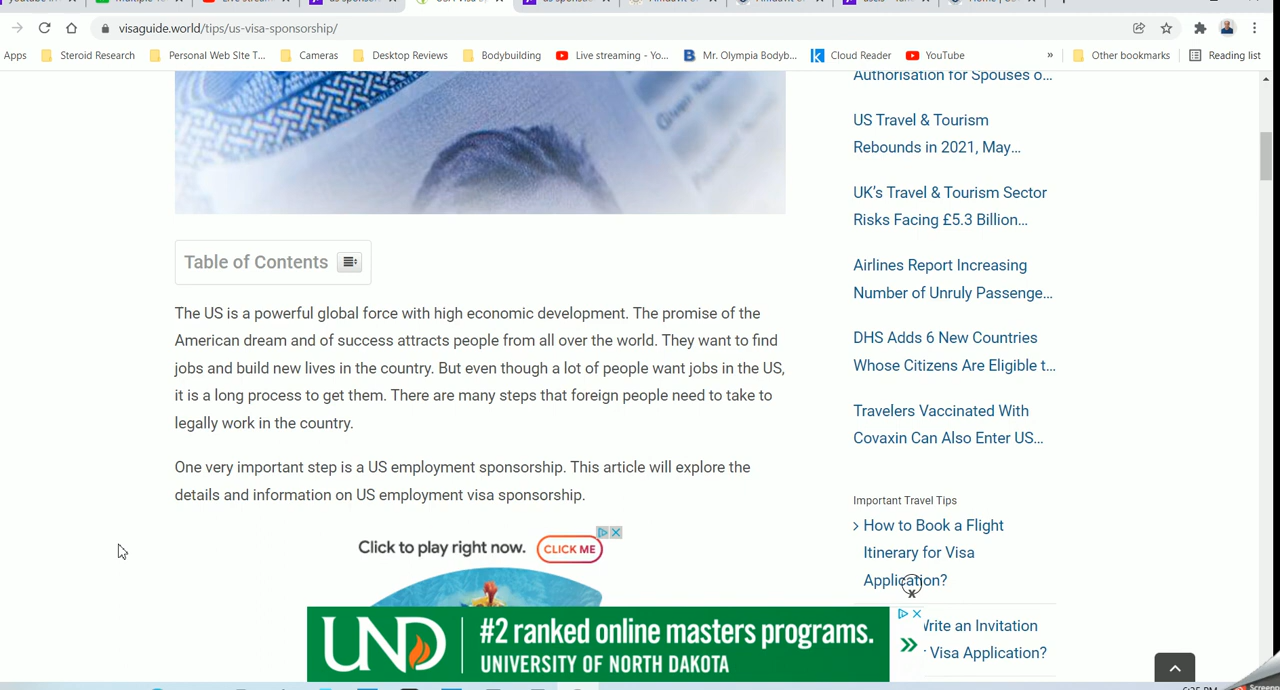 visaguide.world/tips/us-visa-sponsorship/
Apps
Steroid Research
Personal Web Site T...
Cameras
Desktop Reviews
Bodybuilding
Live streaming - Yo...
Mr. Olympia Bodyb...
Cloud Reader
YouTube
»
Other bookmarks
Reading list
Table of Contents
The US is a powerful global force with high economic development. The promise of the
American dream and of success attracts people from all over the world. They want to find
jobs and build new lives in the country. But even though a lot of people want jobs in the US,
it is a long process to get them. There are many steps that foreign people need to take to
legally work in the country.
One very important step is a US employment sponsorship. This article will explore the
details and information on US employment visa sponsorship.
Click to play right now.
CLICK ME
UND
#2 ranked online masters programs.
UNIVERSITY OF NORTH DAKOTA
»
Authorisation for Spouses o...
US Travel & Tourism
Rebounds in 2021, May...
UK's Travel & Tourism Sector
Risks Facing £5.3 Billion...
Airlines Report Increasing
Number of Unruly Passenge...
DHS Adds 6 New Countries
Whose Citizens Are Eligible t...
Travelers Vaccinated With
Covaxin Can Also Enter US...
Important Travel Tips
> How to Book a Flight
Itinerary for Visa
Application?
Write an Invitation
Visa Application?